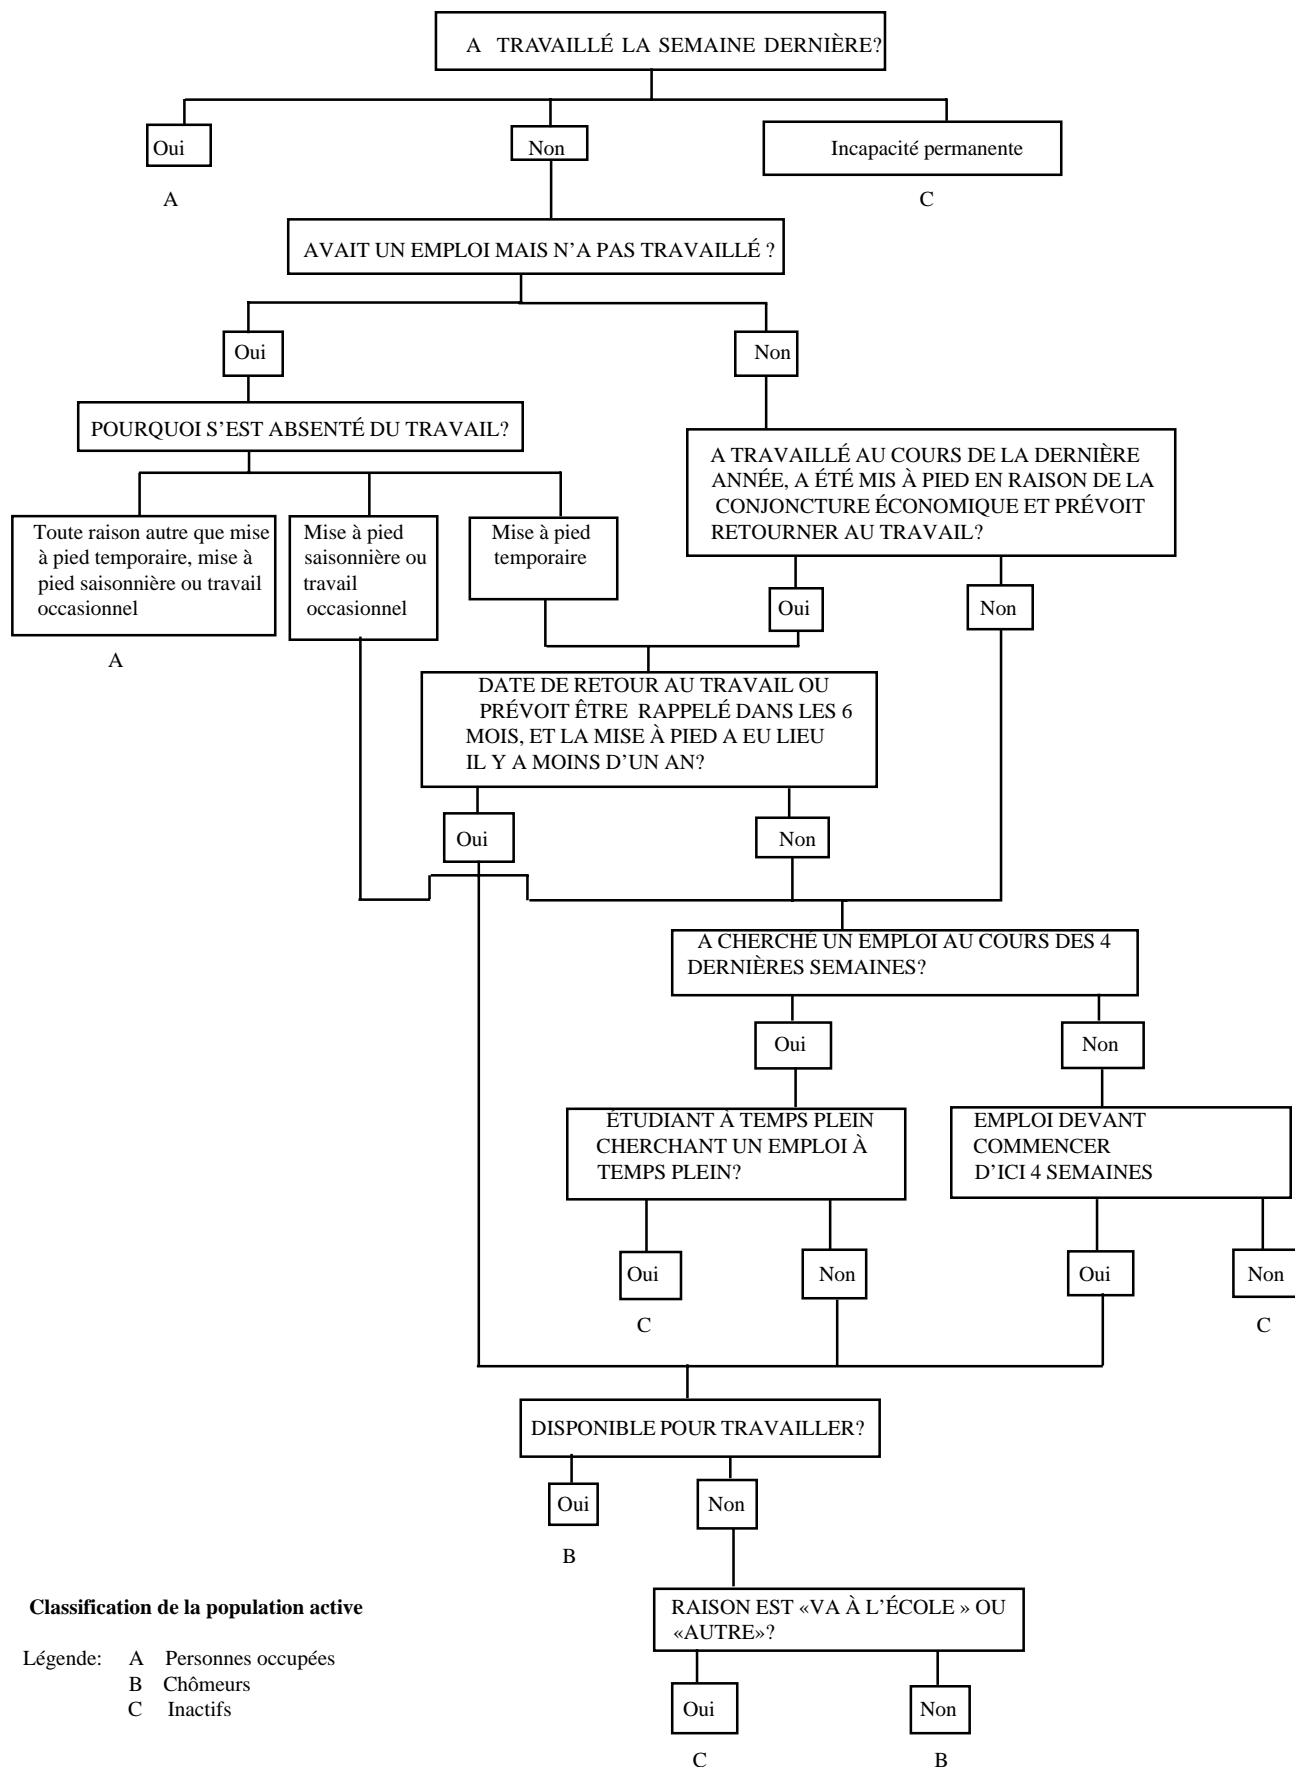 A TRAVAILLÉ LA SEMAINE DERNIÈRE?
Oui
Non
Incapacité permanente
A
C
AVAIT UN EMPLOI MAIS N'A PAS TRAVAILLÉ ?
Oui
Non
POURQUOI S'EST ABSENTÉ DU TRAVAIL?
A TRAVAILLÉ AU COURS DE LA DERNIÈRE
ANNÉE, A ÉTÉ MIS À PIED EN RAISON DE LA
CONJONCTURE ÉCONOMIQUE ET PRÉVOIT
RETOURNER AU TRAVAIL?
Toute raison autre que mise
à pied temporaire, mise à
pied saisonnière ou travail
occasionnel
Mise à pied
saisonnière ou
travail
occasionnel
Mise à pied
temporaire
Oui
Non
A
DATE DE RETOUR AU TRAVAIL OU
PRÉVOIT ÊTRE RAPPELÉ DANS LES 6
MOIS, ET LA MISE À PIED A EU LIEU
IL Y A MOINS D'UN AN?
Oui
Non
A CHERCHÉ UN EMPLOI AU COURS DES 4
DERNIÈRES SEMAINES?
Oui
Non
ÉTUDIANT À TEMPS PLEIN
CHERCHANT UN EMPLOI À
TEMPS PLEIN?
EMPLOI DEVANT
COMMENCER
D'ICI 4 SEMAINES
Oui
Non
Oui
Non
C
C
DISPONIBLE POUR TRAVAILLER?
Oui
Non
B
RAISON EST «VA À L'ÉCOLE » OU
«AUTRE»?
Oui
Non
C
B
Classification de la population active
Légende: A Personnes occupées
B Chômeurs
C Inactifs